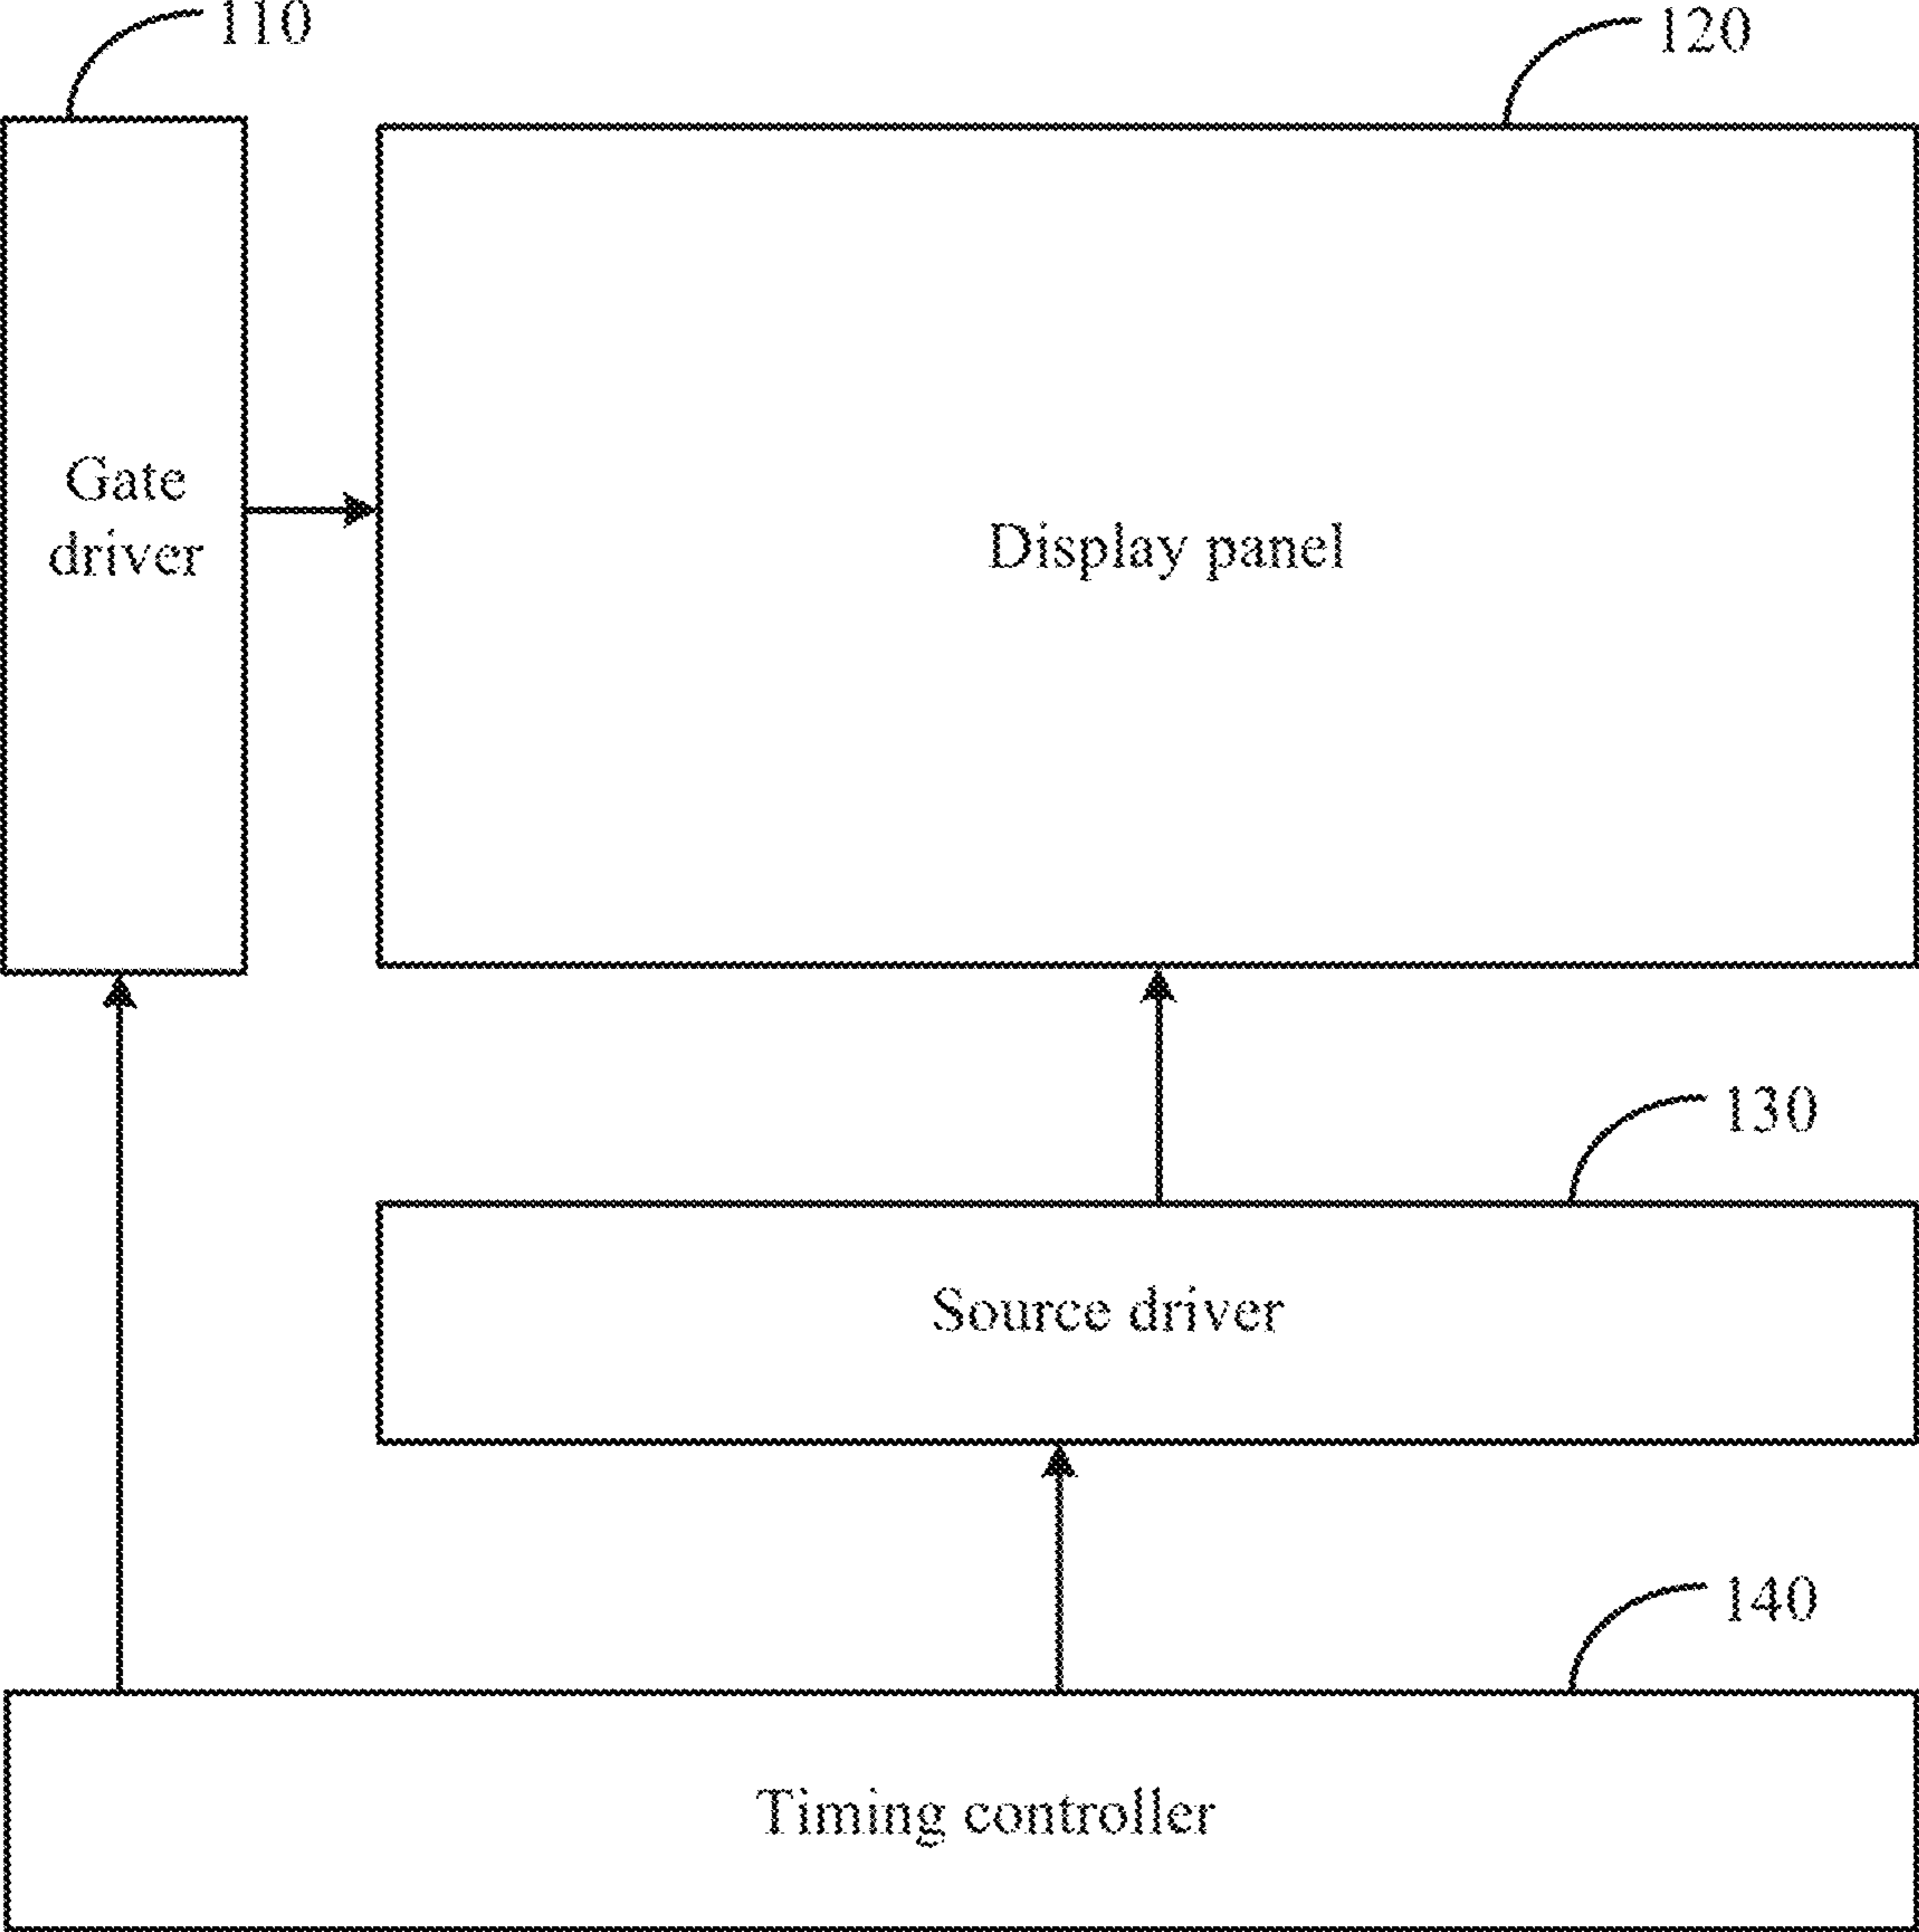 110
120
Gate
driver
Display panel
130
Source driver
140
Timing controller